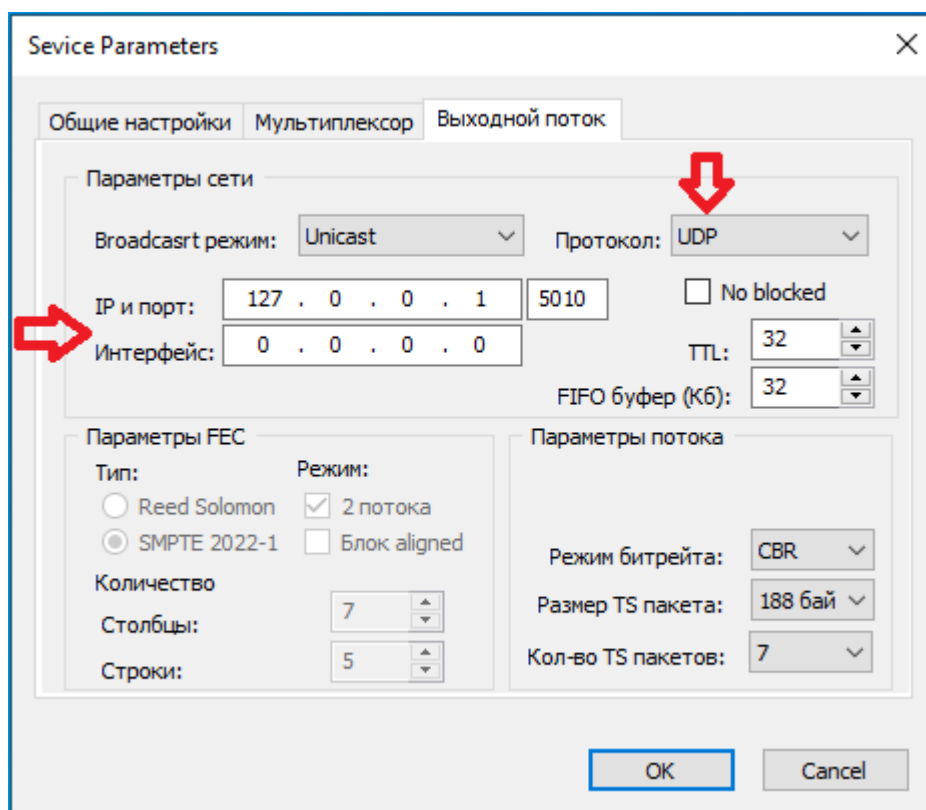 Sevice Parameters
Общие настройки Мультиплексор Выходной поток
Параметры сети
Broadcasrt режим: Unicast Протокол: UDP
IP и порт: 127 . 0 . 0 . 1 5010 No blocked
Интерфейс: 0 . 0 . 0 . 0 TTL: 32
FIFO буфер (Кб): 32
Параметры FEC Параметры потока
Тип: Режим:
Reed Solomon 2 потока
SMPTE 2022-1 Блок aligned
Режим битрейта: CBR
Количество
Столбцы: 7 Размер TS пакета: 188 бай
Строки: 5 Кол-во TS пакетов: 7
OK Cancel